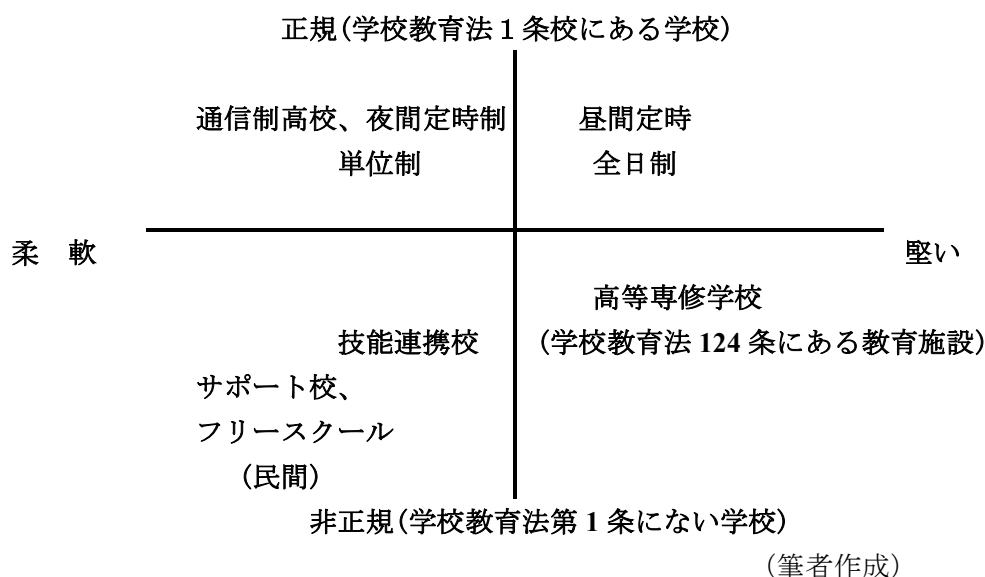 正規(学校教育法１条校にある学校)
通信制高校、夜間定時制 昼間定時
単位制 全日制
柔 軟 堅い
高等専修学校
技能連携校 (学校教育法 124 条にある教育施設)
サポート校、
フリースクール
(民間)
非正規(学校教育法第 1 条にない学校)
(筆者作成)